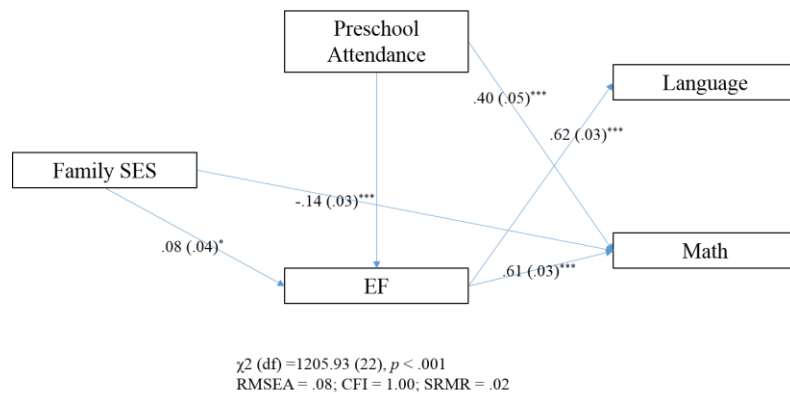 Preschool
Attendance
Language
.40 (.05)***
.62 (.03)***
Family SES
-.14 (.03)***
.08 (.04)*
Math
.61 (.03)***
EF
χ2 (df) =1205.93 (22), p < .001
RMSEA = .08; CFI = 1.00; SRMR = .02